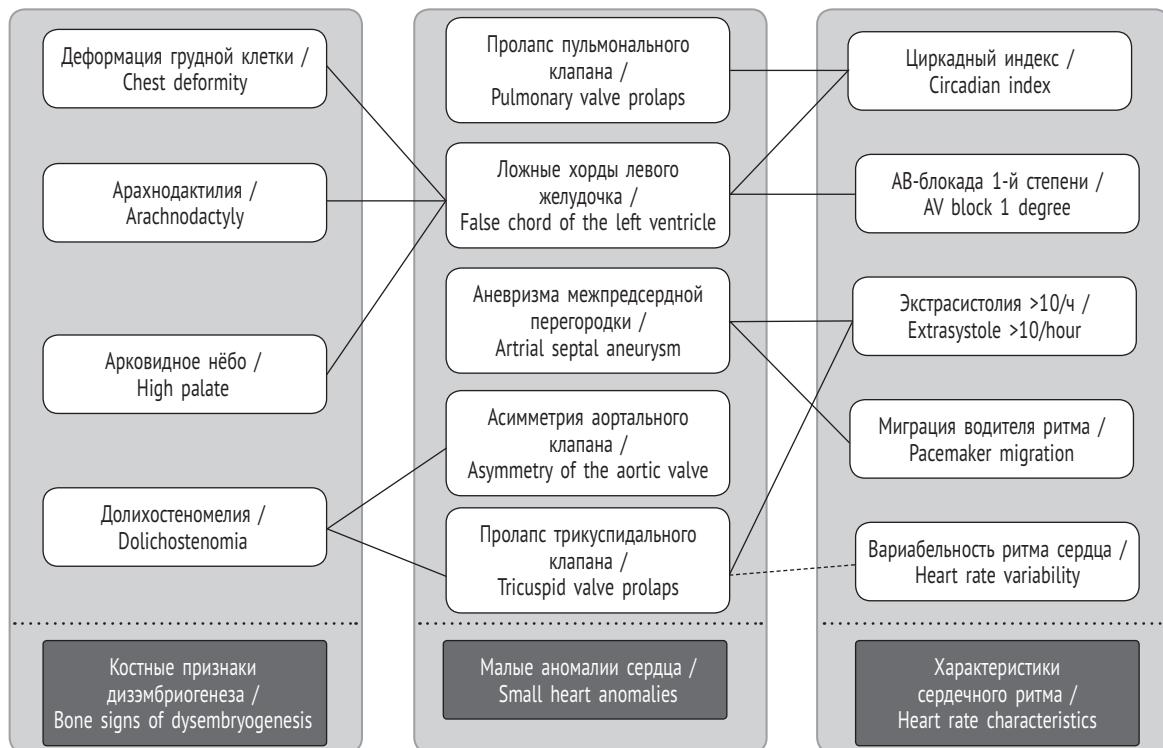 Деформация грудной клетки /
Chest deformity
Арахнодактилия /
Arachnodactyly
Арковидное нёбо /
High palate
Долихостеномелия /
Dolichostenomia
Костные признаки
дизэмбриогенеза /
Bone signs of dysembryogenesis
Пролапс пульмонального
клапана /
Pulmonary valve prolaps
Ложные хорды левого
желудочка /
False chord of the left ventricle
Аневризма межпредсердной
перегородки /
Artrial septal aneurysm
Асимметрия аортального
клапана /
Asymmetry of the aortic valve
Пролапс трикуспидального
клапана /
Tricuspid valve prolaps
Малые аномалии сердца /
Small heart anomalies
Циркадный индекс /
Circadian index
АВ-блокада 1-й степени /
AV block 1 degree
Экстрасистолия >10/ч /
Extrasystole >10/hour
Миграция водителя ритма /
Pacemaker migration
Вариабельность ритма сердца /
Heart rate variability
Характеристики
сердечного ритма /
Heart rate characteristics